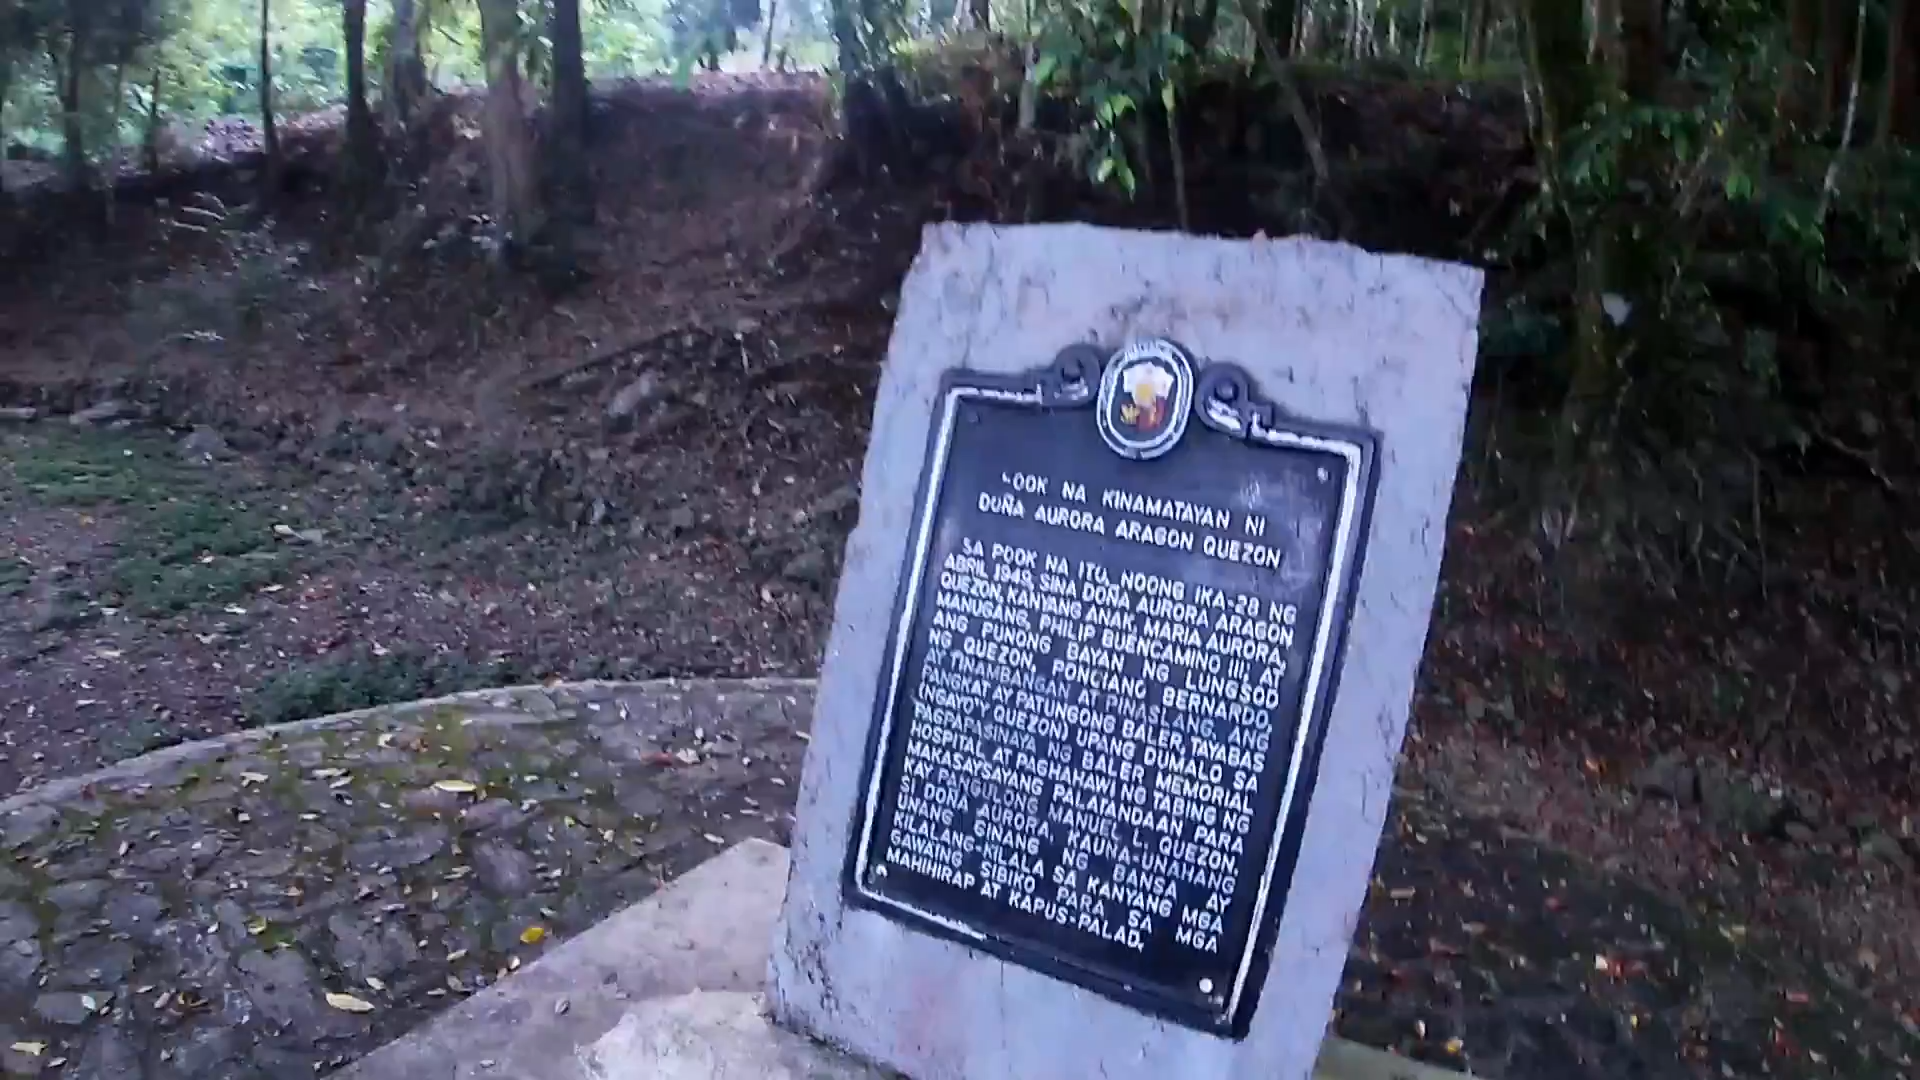 POOK NA KINAMATAYAN NI
DOÑA AURORA ARAGON QUEZON
SA POOK NA ITO, NOONG IKA-28 NG
ABRIL 1949, SINA DOÑA AURORA ARAGON
QUEZON, KANYANG ANAK, MARIA AURORA,
MANUGANG, PHILIP BUENCAMINO III, AT
ANG PUNONG BAYAN NG LUNGSOD
NG QUEZON, PONCIANO BERNARDO,
AY TINAMBANGAN AT PINASLANG. ANG
PANGKAT AY PATUNGONG BALER, TAYABAS
(NGAYO'Y QUEZON) UPANG DUMALO SA
PAGPAPASINAYA NG BALER MEMORIAL
HOSPITAL AT PAGHAHAWI NG TABING NG
MAKASAYSAYANG PALATANDAAN PARA
KAY PANGULONG MANUEL L. QUEZON
SI DOÑA AURORA, KAUNA-UNAHANG
UNANG GINANG NG BANSA AY
KILALANG-KILALA SA KANYANG MGA
GAWAING SIBIKO PARA SA MGA
MAHIHIRAP AT KAPUS-PALAD.